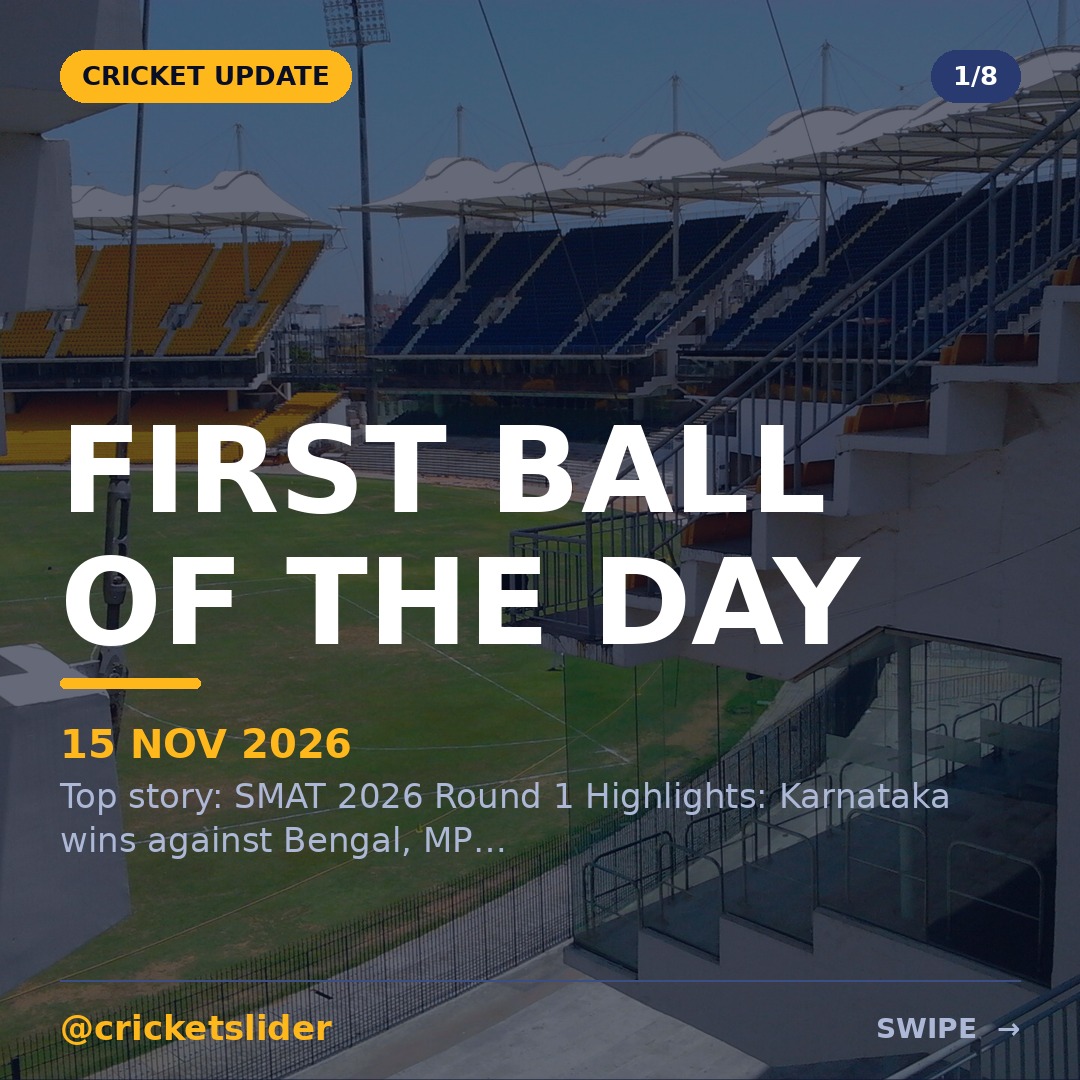 CRICKET UPDATE
1/8
FIRST BALL
OF THE DAY
15 NOV 2026
Top story: SMAT 2026 Round 1 Highlights: Karnataka
wins against Bengal, MP...
@cricketslider
SWIPE →